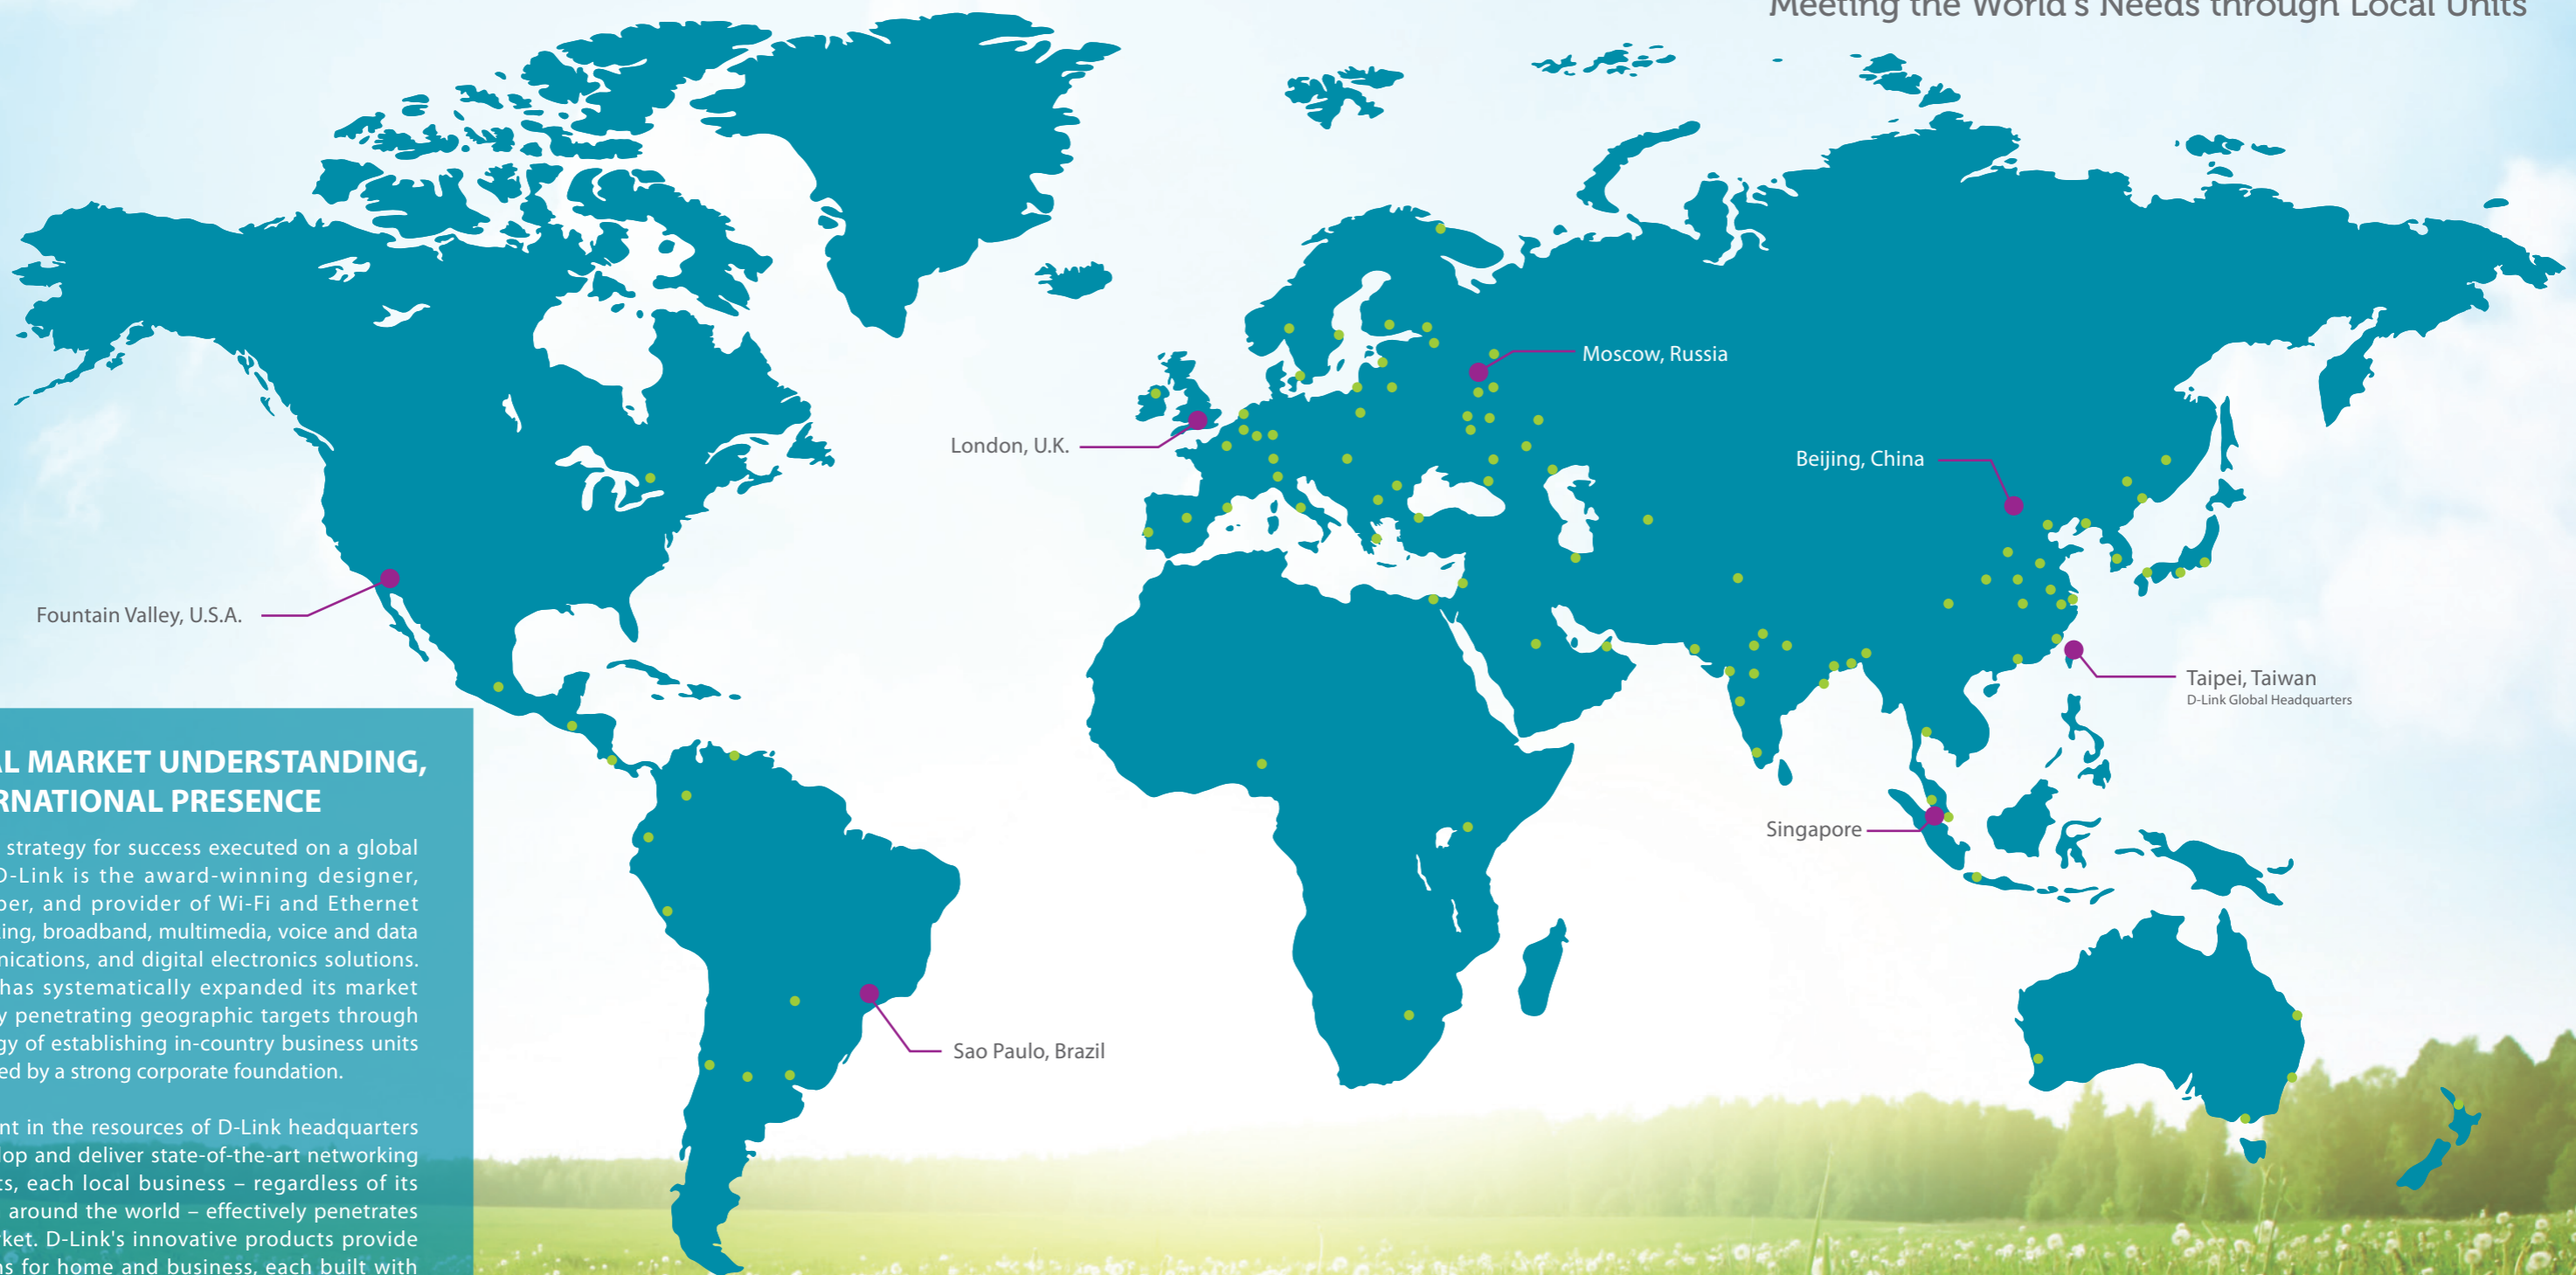 Meeting the World's Needs through Local Units
Moscow, Russia
London, U.K.
Beijing, China
Fountain Valley, U.S.A.
Taipei, Taiwan
D-Link Global Headquarters
Singapore
Sao Paulo, Brazil
AL MARKET UNDERSTANDING,
RNATIONAL PRESENCE
strategy for success executed on a global
D-Link is the award-winning designer,
per, and provider of Wi-Fi and Ethernet
ing, broadband, multimedia, voice and data
nications, and digital electronics solutions.
has systematically expanded its market
y penetrating geographic targets through
gy of establishing in-country business units
ed by a strong corporate foundation.
nt in the resources of D-Link headquarters
lop and deliver state-of-the-art networking
ts, each local business – regardless of its
around the world – effectively penetrates
rket. D-Link's innovative products provide
ns for home and business, each built with